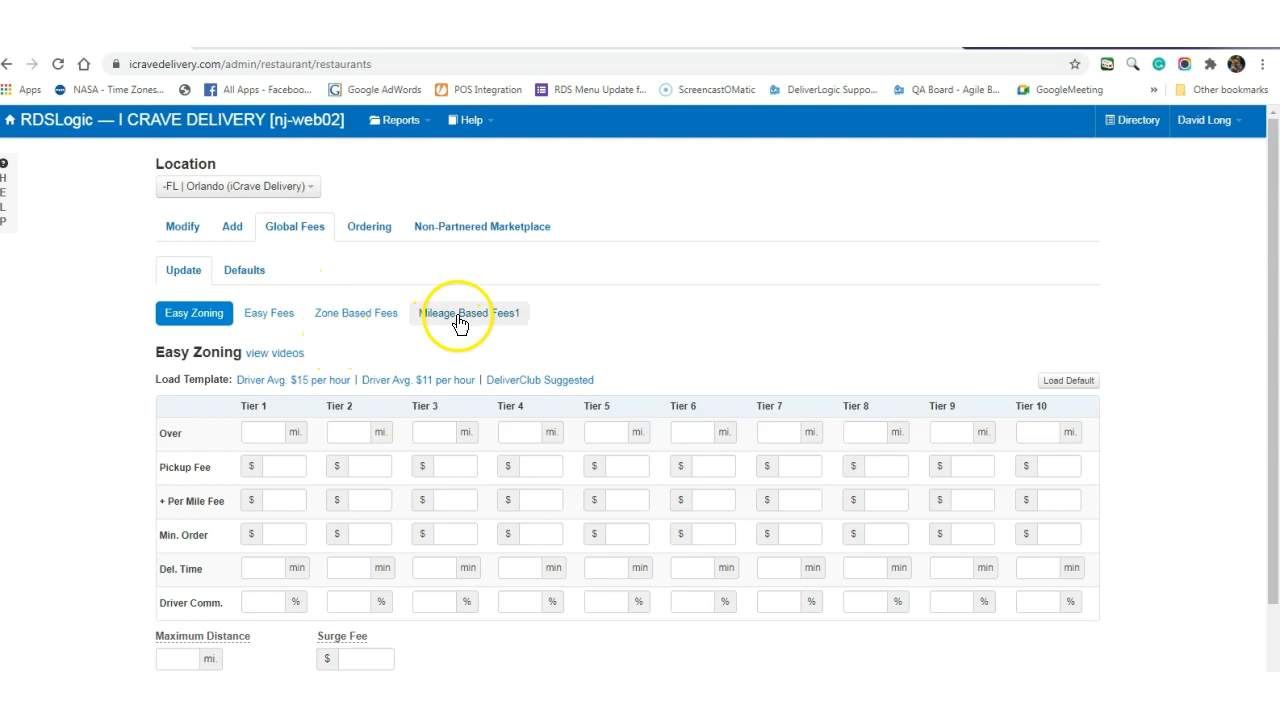 icravedelivery.com/admin/restaurant/restaurants
Apps NASA - Time Zones... All Apps - Faceboo... Google AdWords POS Integration RDS Menu Update f... ScreencastOMatic DeliverLogic Suppo... QA Board - Agile B... GoogleMeeting » Other bookmarks
RDSLogic — I CRAVE DELIVERY [nj-web02] Reports Help Directory David Long
HELP
Location
-FL | Orlando (iCrave Delivery)
Modify Add Global Fees Ordering Non-Partnered Marketplace
Update Defaults
Easy Zoning Easy Fees Zone Based Fees Mileage Based Fees1
Easy Zoning view videos
Load Template: Driver Avg. $15 per hour | Driver Avg. $11 per hour | DeliverClub Suggested Load Default
Tier 1 Tier 2 Tier 3 Tier 4 Tier 5 Tier 6 Tier 7 Tier 8 Tier 9 Tier 10
Over mi. mi. mi. mi. mi. mi. mi. mi. mi. mi.
Pickup Fee $ $ $ $ $ $ $ $ $ $
+ Per Mile Fee $ $ $ $ $ $ $ $ $ $
Min. Order $ $ $ $ $ $ $ $ $ $
Del. Time min min min min min min min min min min
Driver Comm. % % % % % % % % % %
Maximum Distance Surge Fee
mi. $